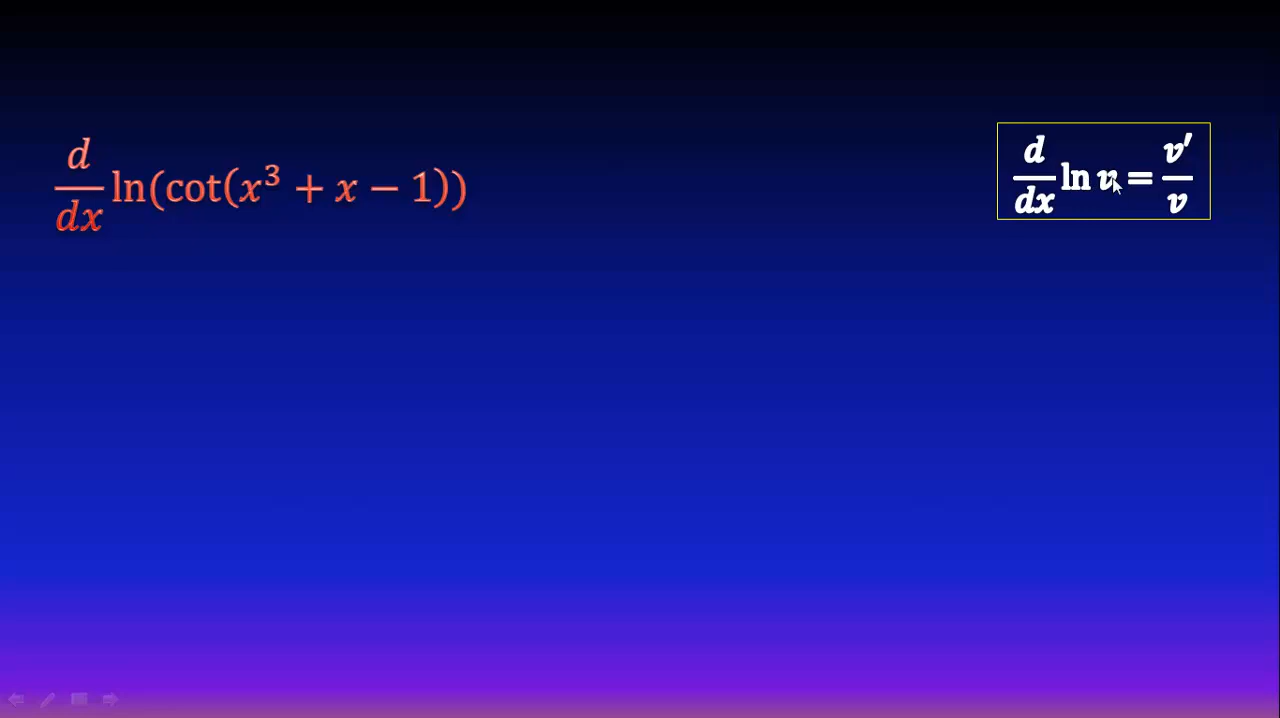 d/dx ln(cot(x³ + x − 1))
d/dx ln v = v′/v